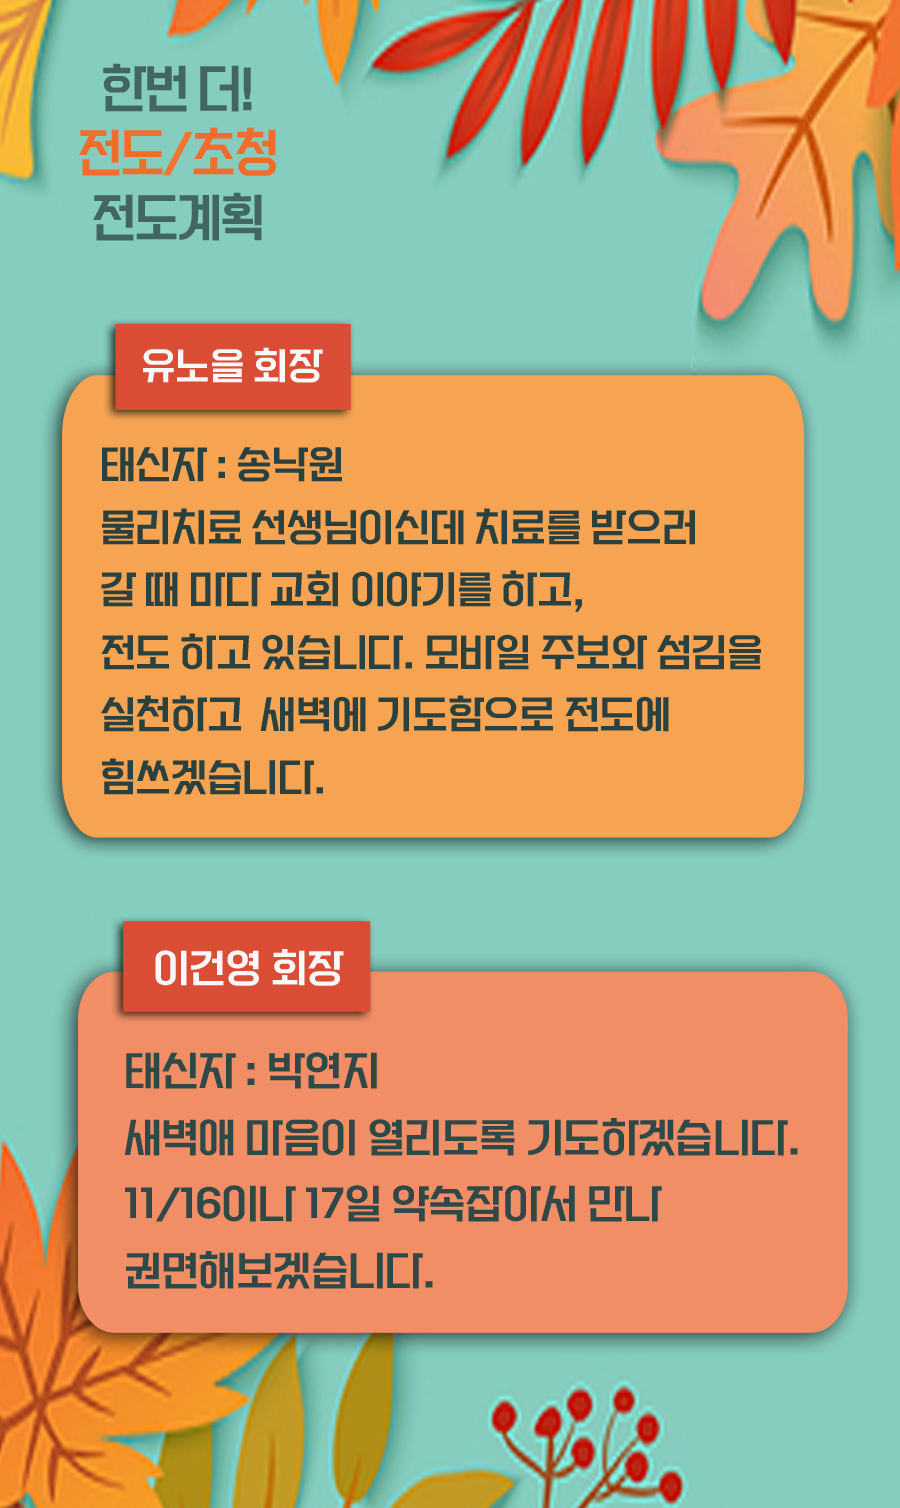 한번 더!
전도/초청
전도계획
유노을 회장
태신자 : 송낙원
물리치료 선생님이신데 치료를 받으러
갈 때 마다 교회 이야기를 하고,
전도 하고 있습니다. 모바일 주보와 섬김을
실천하고 새벽에 기도함으로 전도에
힘쓰겠습니다.
이건영 회장
태신자 : 박연지
새벽애 마음이 열리도록 기도하겠습니다.
11/16이나 17일 약속잡아서 만나
권면해보겠습니다.